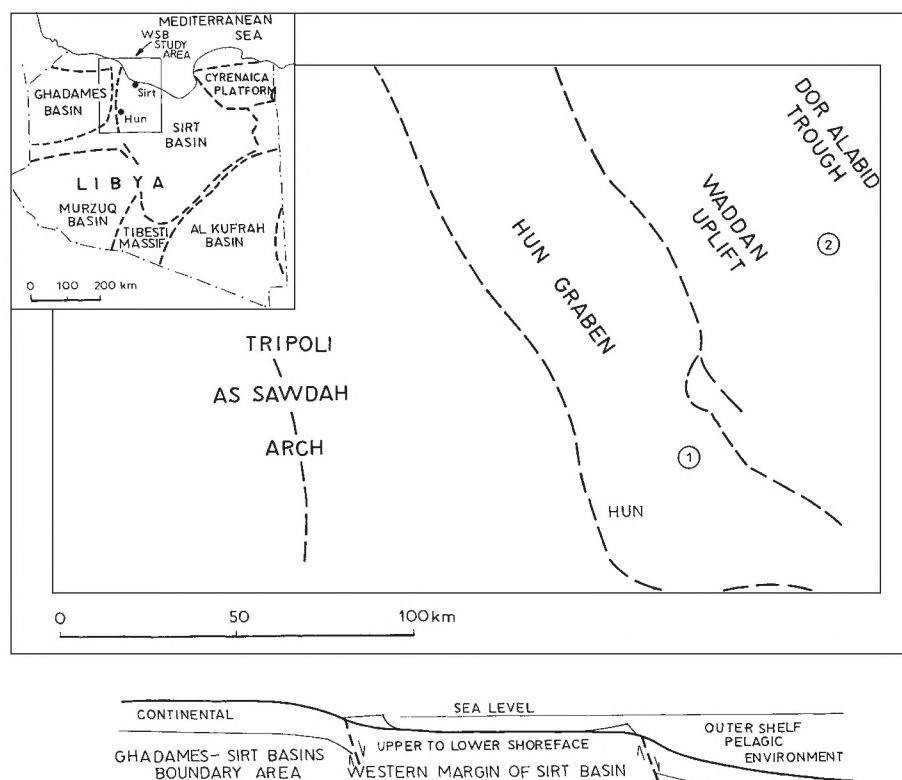 MEDITERRANEAN
SEA
WSB
STUDY
AREA
GHADAMES
BASIN
Sirt
Hun
CYRENAICA
PLATFORM
SIRT
BASIN
LIBYA
MURZUQ
BASIN
TIBESTI
MASSIF
AL KUFRAH
BASIN
0 100 200 km
DOR ALABID
TROUGH
WADDAN
UPLIFT
2
HUN GRABEN
TRIPOLI
AS SAWDAH
ARCH
1
HUN
0 50 100 km
SEA LEVEL
CONTINENTAL
UPPER TO LOWER SHOREFACE
OUTER SHELF
PELAGIC
ENVIRONMENT
GHADAMES- SIRT BASINS
BOUNDARY AREA
WESTERN MARGIN OF SIRT BASIN